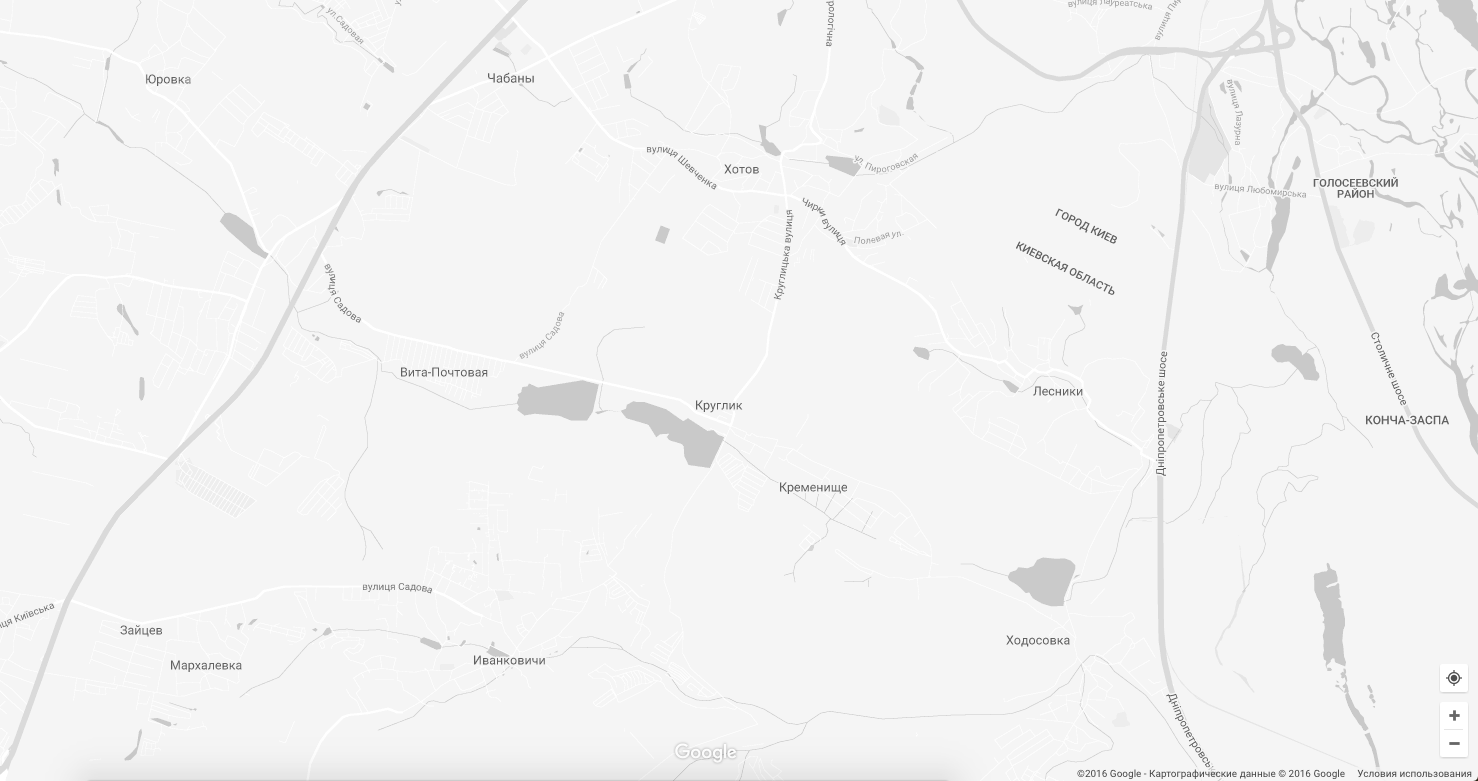 вулиця Лауреатська
ул. Садовая
Юровка
Чабаны
вулиця Лазурна
вулиця Шевченка
Хотов
ул. Пироговская
ГОЛОСЕЕВСКИЙ
РАЙОН
вулиця Любомирська
Чирки вулиця
Полевая ул.
ГОРОД КИЕВ
КИЕВСКАЯ ОБЛАСТЬ
Круглицька вулиця
вулиця Садова
вулиця Садова
Столичне шосе
Вита-Почтовая
Круглик
Лесники
Дніпропетровське шосе
КОНЧА-ЗАСПА
Кременище
вулиця Садова
Зайцев
Мархалевка
Иванковичи
Ходосовка
Google
©2016 Google - Картографические данные © 2016 Google
Условия использования